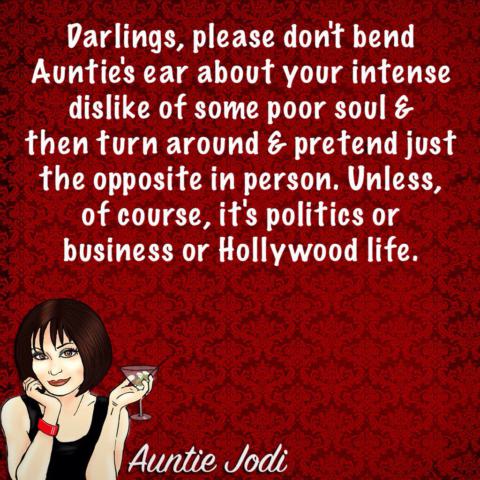 Darlings, please don't bend
Auntie's ear about your intense
dislike of some poor soul &
then turn around & pretend just
the opposite in person. Unless,
of course, it's politics or
business or Hollywood life.
Auntie Jodi